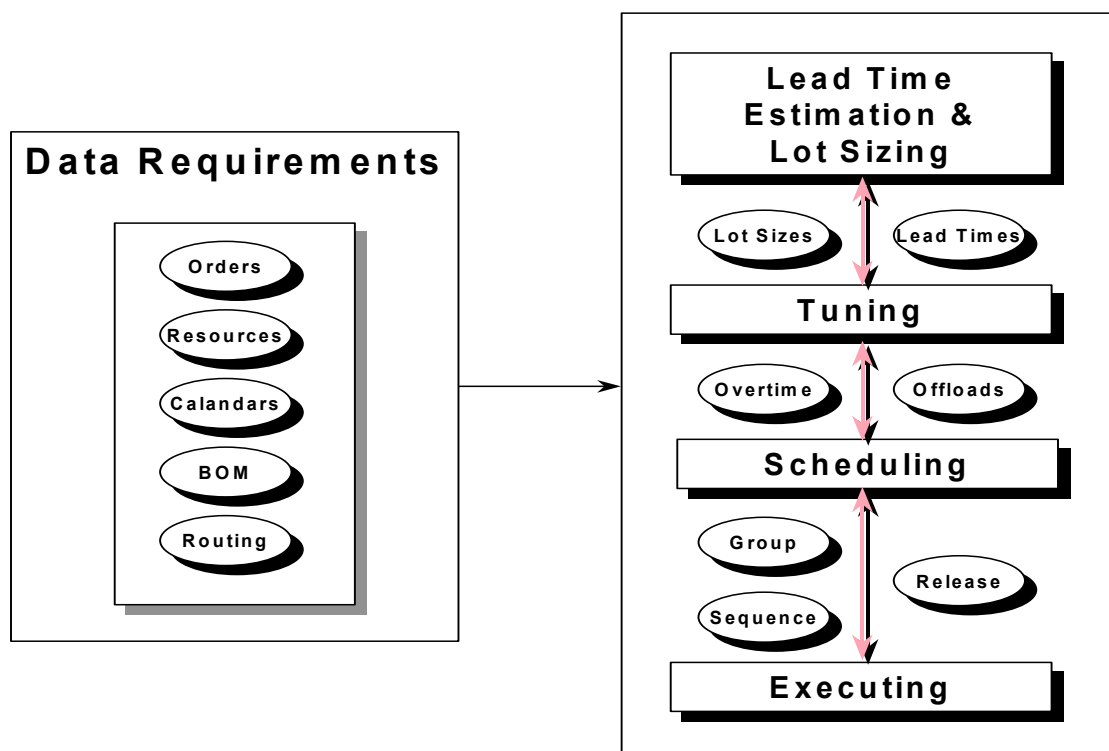 Data Requirements
Orders
Resources
Calandars
BOM
Routing
Lead Time
Estimation &
Lot Sizing
Lot Sizes
Lead Times
Tuning
Overtime
Offloads
Scheduling
Group
Release
Sequence
Executing